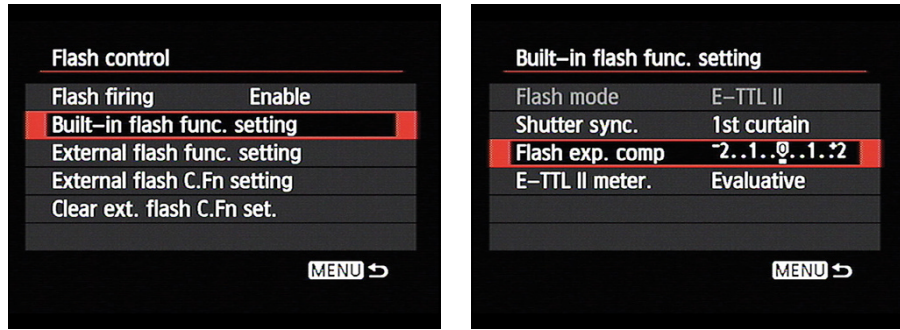 Flash control
Flash firing Enable
Built-in flash func. setting
External flash func. setting
External flash C.Fn setting
Clear ext. flash C.Fn set.
MENU
Built-in flash func. setting
Flash mode E-TTL II
Shutter sync. 1st curtain
Flash exp. comp -2..1..0..1..+2
E-TTL II meter. Evaluative
MENU